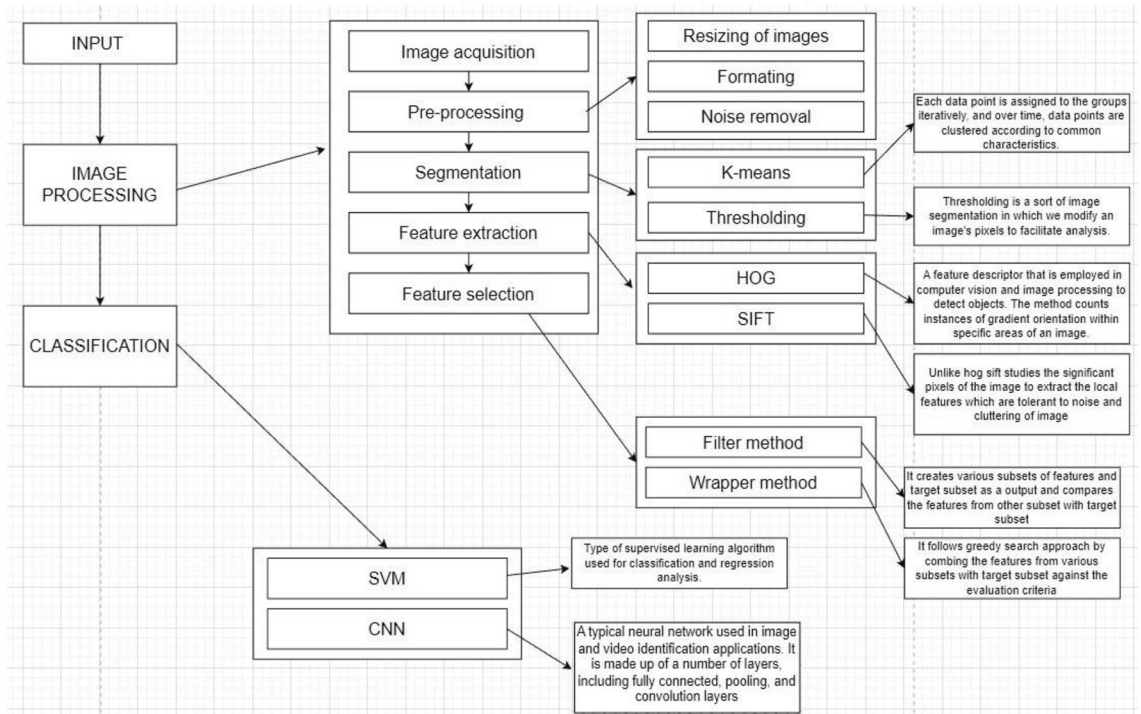 INPUT
IMAGE
PROCESSING
CLASSIFICATION
Image acquisition
Pre-processing
Segmentation
Feature extraction
Feature selection
Resizing of images
Formating
Noise removal
K-means
Thresholding
HOG
SIFT
Filter method
Wrapper method
Each data point is assigned to the groups
iteratively, and over time, data points are
clustered according to common
characteristics.
Thresholding is a sort of image
segmentation in which we modify an
image's pixels to facilitate analysis.
A feature descriptor that is employed in
computer vision and image processing to
detect objects. The method counts
instances of gradient orientation within
specific areas of an image.
Unlike hog sift studies the significant
pixels of the image to extract the local
features which are tolerant to noise and
cluttering of image
It creates various subsets of features and
target subset as a output and compares
the features from other subset with target
subset
It follows greedy search approach by
combing the features from various
subsets with target subset against the
evaluation criteria
SVM
CNN
Type of supervised learning algorithm
used for classification and regression
analysis.
A typical neural network used in image
and video identification applications. It
is made up of a number of layers,
including fully connected, pooling, and
convolution layers